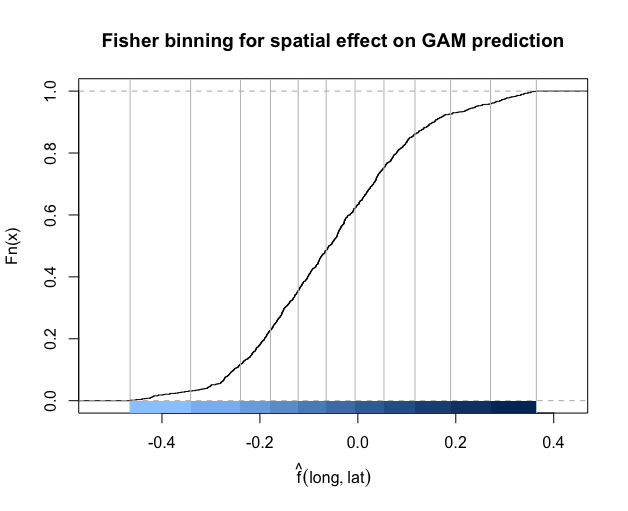 Fisher binning for spatial effect on GAM prediction
1.0
0.8
0.6
0.4
0.2
0.0
Fn(x)
-0.4 -0.2 0.0 0.2 0.4
f̂(long, lat)